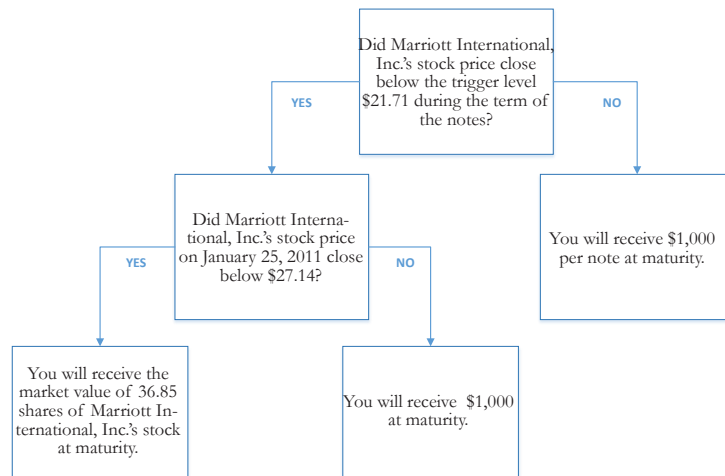 Did Marriott International,
Inc.'s stock price close
below the trigger level
$21.71 during the term of
the notes?
YES
NO
Did Marriott Interna-
tional, Inc.'s stock price
on January 25, 2011 close
below $27.14?
You will receive $1,000
per note at maturity.
YES
NO
You will receive the
market value of 36.85
shares of Marriott In-
ternational, Inc.'s stock
at maturity.
You will receive  $1,000
at maturity.